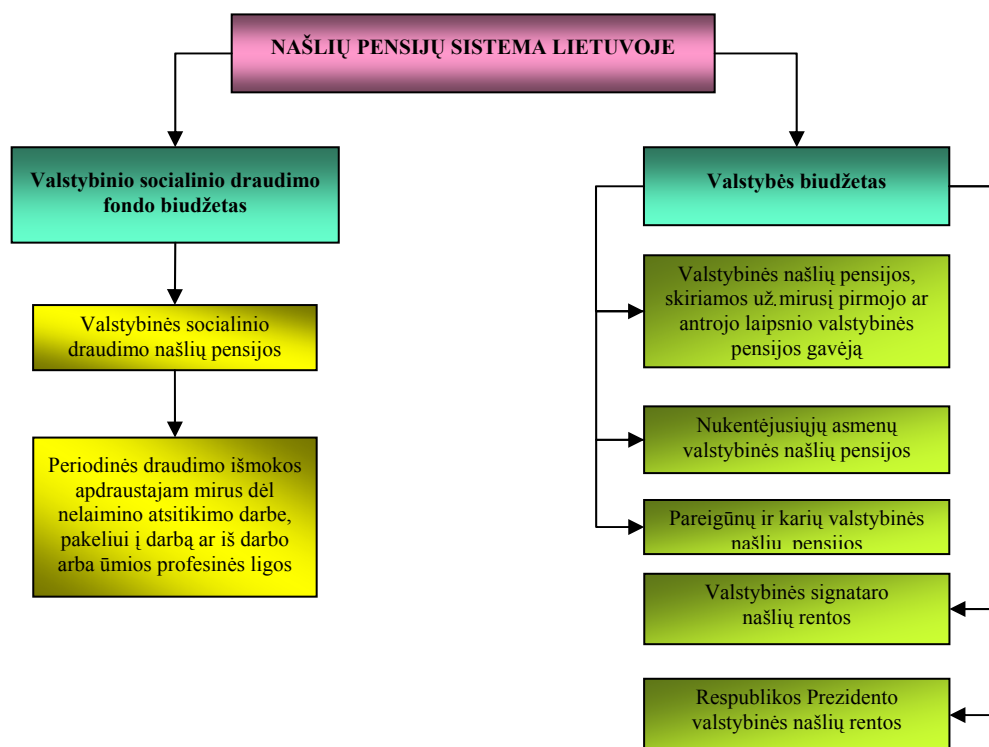 NAŠLIŲ PENSIJŲ SISTEMA LIETUVOJE
Valstybinio socialinio draudimo
fondo biudžetas
Valstybinės socialinio
draudimo našlių pensijos
Periodinės draudimo išmokos
apdraustajam mirus dėl
nelaimino atsitikimo darbe,
pakeliui į darbą ar iš darbo
arba ūmios profesinės ligos
Valstybės biudžetas
Valstybinės našlių pensijos,
skiriamos už mirusį pirmojo ar
antrojo laipsnio valstybinės
pensijos gavėją
Nukentėjusiųjų asmenų
valstybinės našlių pensijos
Pareigūnų ir karių valstybinės
našlių pensijos
Valstybinės signataro
našlių rentos
Respublikos Prezidento
valstybinės našlių rentos